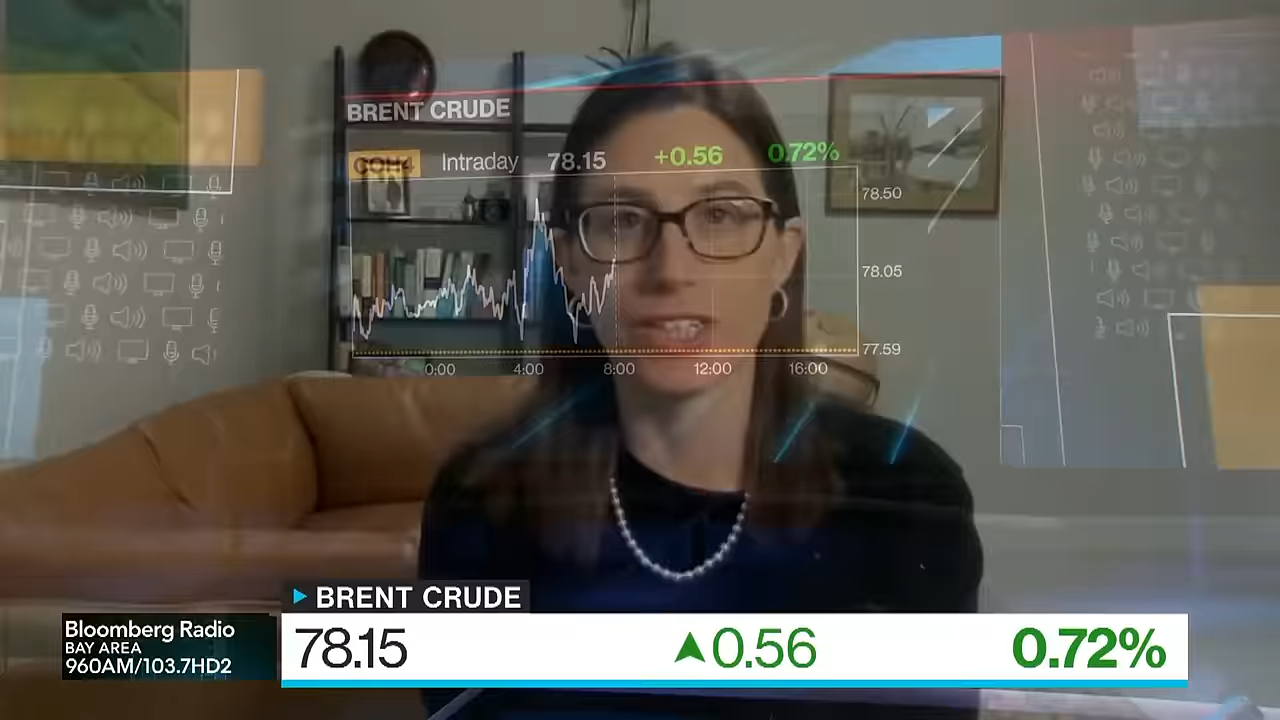 BRENT CRUDE
COH4 Intraday 78.15 +0.56 0.72%
78.50
78.05
77.59
0:00 4:00 8:00 12:00 16:00
BRENT CRUDE
Bloomberg Radio
BAY AREA
960AM/103.7HD2
78.15 0.56 0.72%